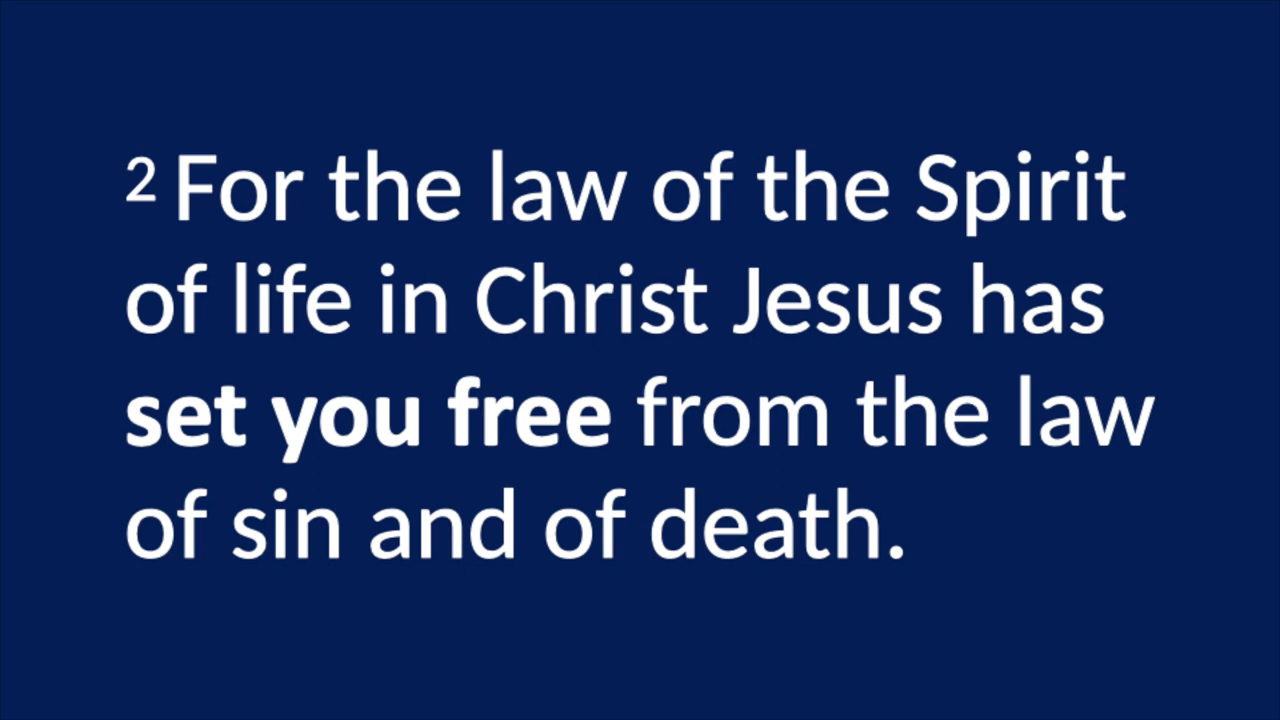 ² For the law of the Spirit
of life in Christ Jesus has
set you free from the law
of sin and of death.